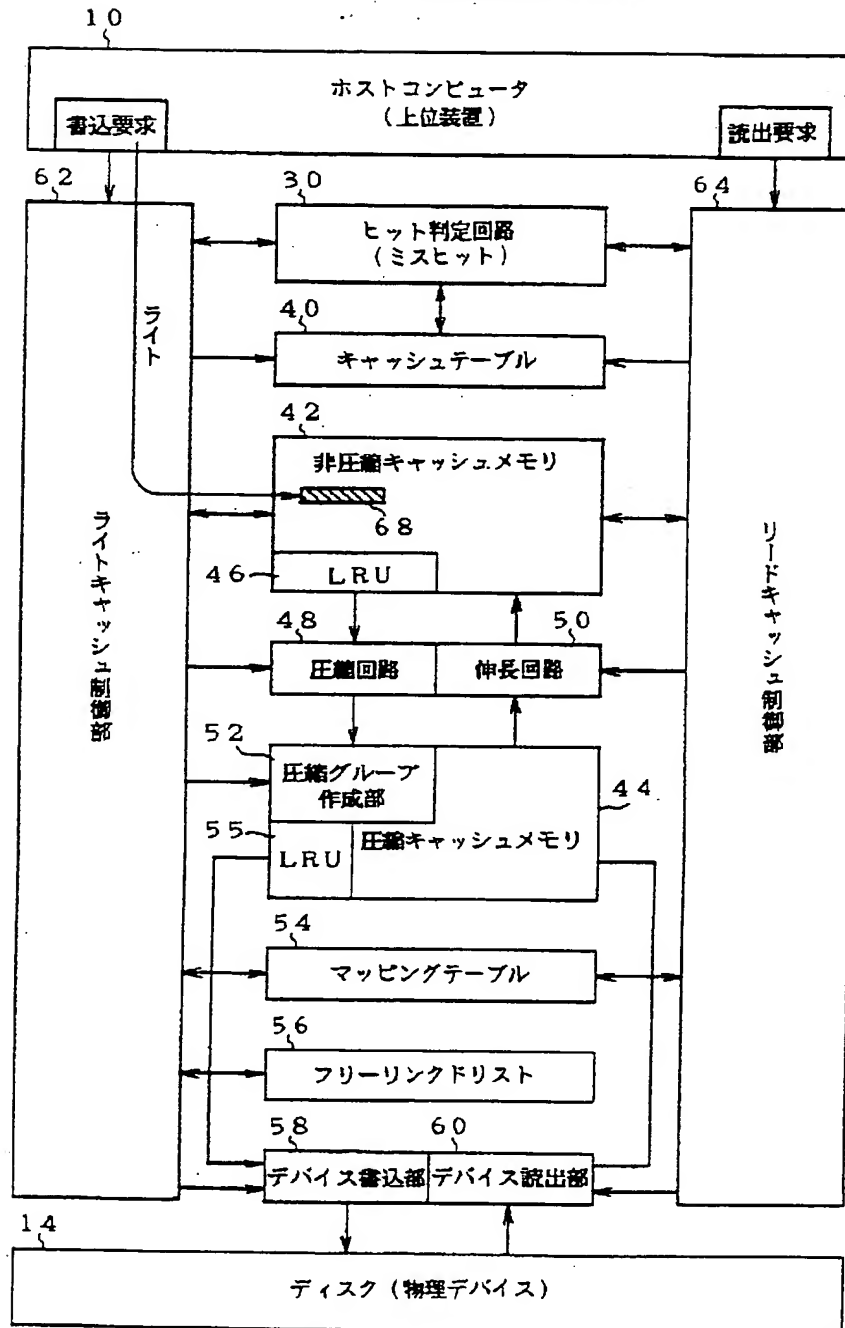 10
ホストコンピュータ
(上位装置)
書込要求
読出要求
62
30
64
ヒット判定回路
(ミスヒット)
ライト
40
キャッシュテーブル
42
非圧縮キャッシュメモリ
68
46
LRU
ライトキャッシュ制御部
リードキャッシュ制御部
48
50
圧縮回路
伸長回路
52
圧縮グループ
作成部
44
55
LRU
圧縮キャッシュメモリ
54
マッピングテーブル
56
フリーリンクドリスト
58
60
デバイス書込部
デバイス読出部
14
ディスク(物理デバイス)